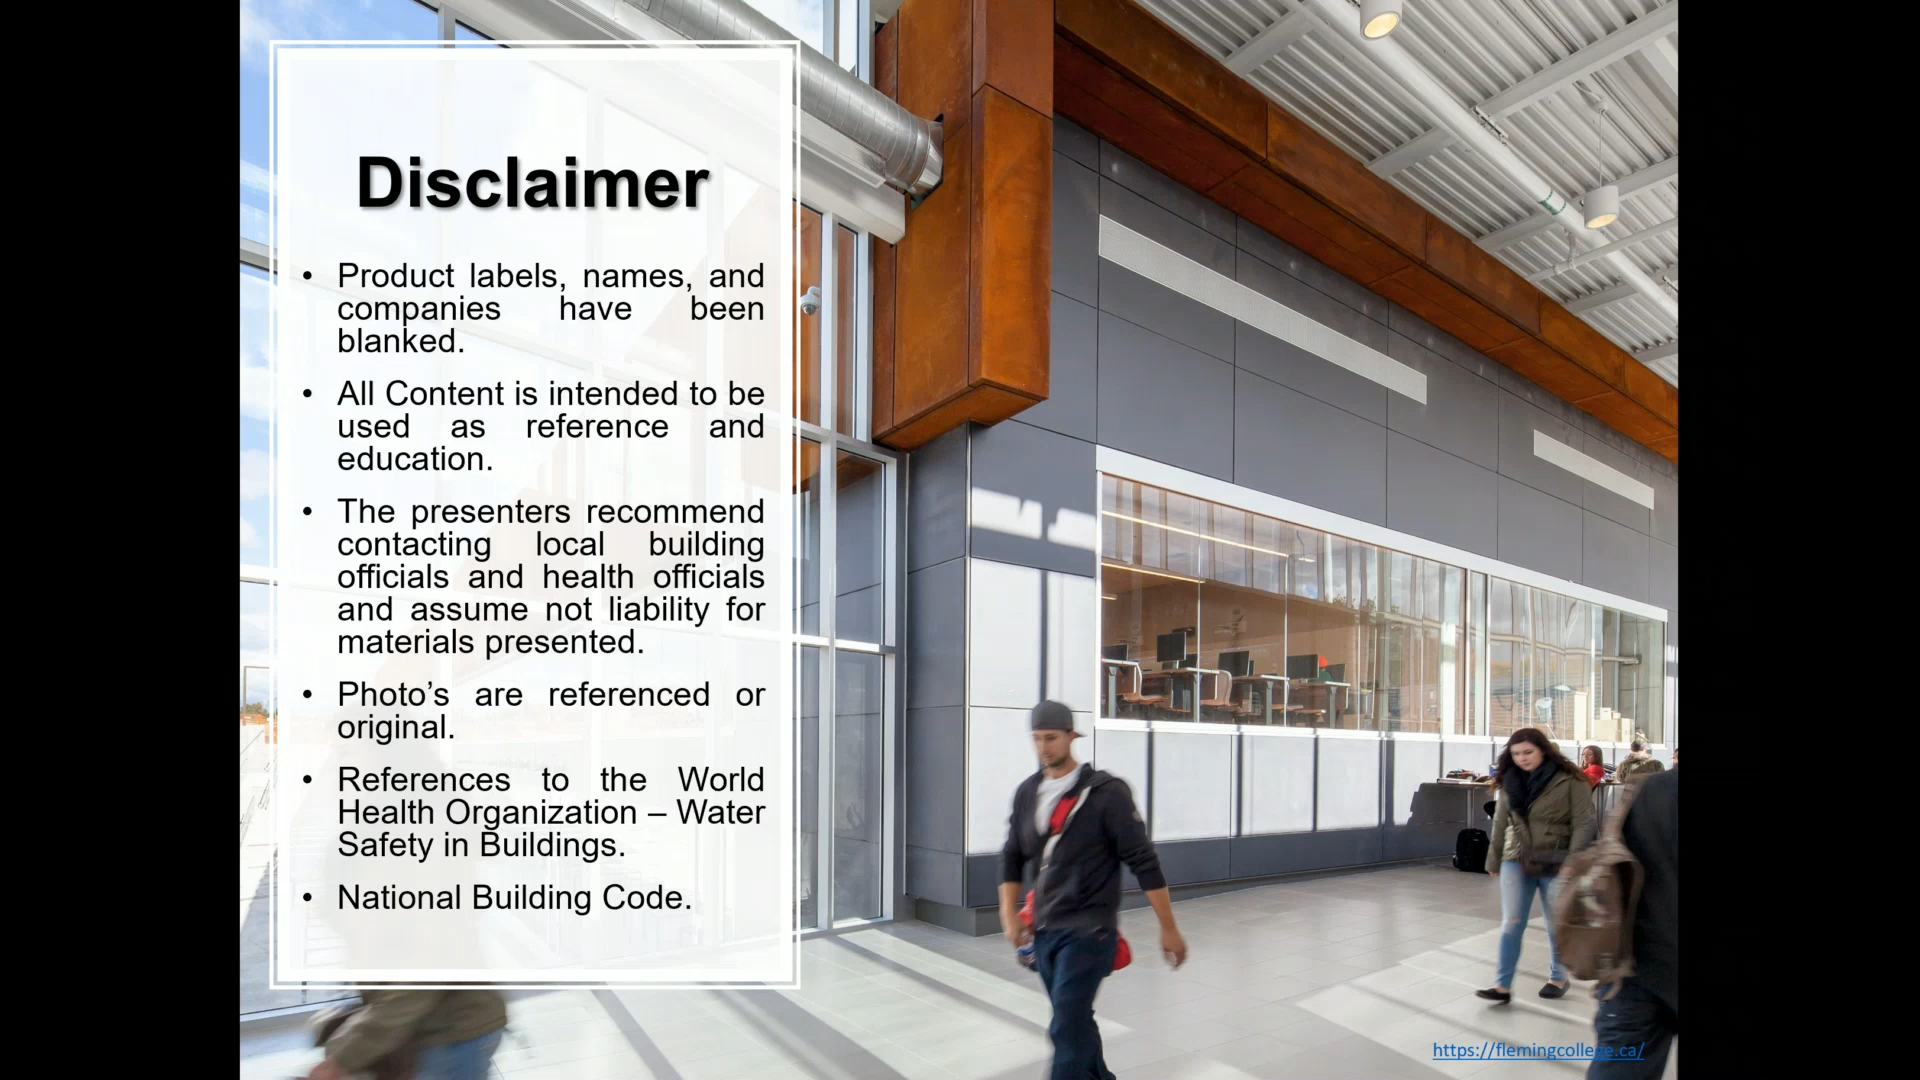 Disclaimer
• Product labels, names, and
companies have been
blanked.
• All Content is intended to be
used as reference and
education.
• The presenters recommend
contacting local building
officials and health officials
and assume not liability for
materials presented.
• Photo’s are referenced or
original.
• References to the World
Health Organization – Water
Safety in Buildings.
• National Building Code.
https://flemingcollege.ca/